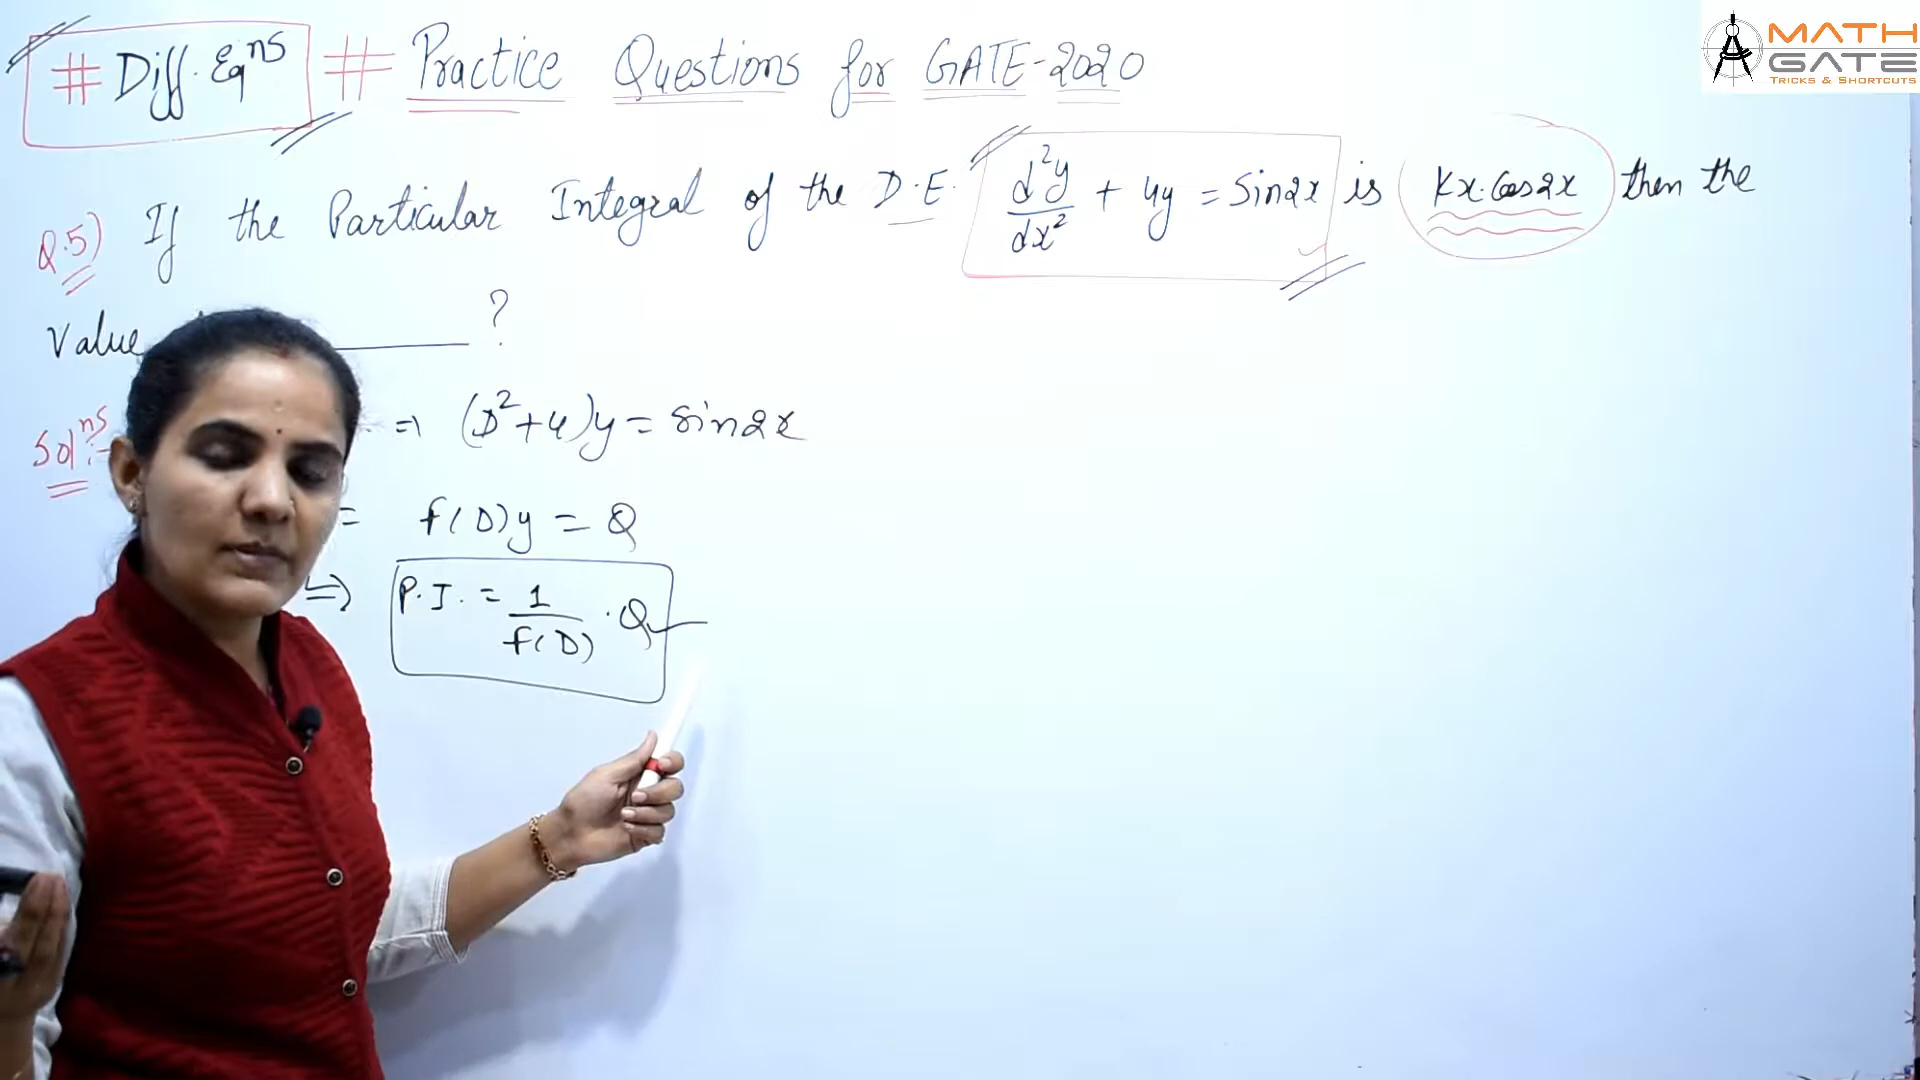 # Diff. Eqns # Practice Questions for GATE-2020
MATH
GATE
TRICKS & SHORTCUTS
Q.5) If the Particular Integral of the D.E. d²y/dx² + 4y = Sin2x is Kx.Cos2x then the
Value ______ ?
Solns:- ⇒ (D²+4)y = sin2x
= f(D)y = Q
⇒ P.I. = 1/f(D) . Q